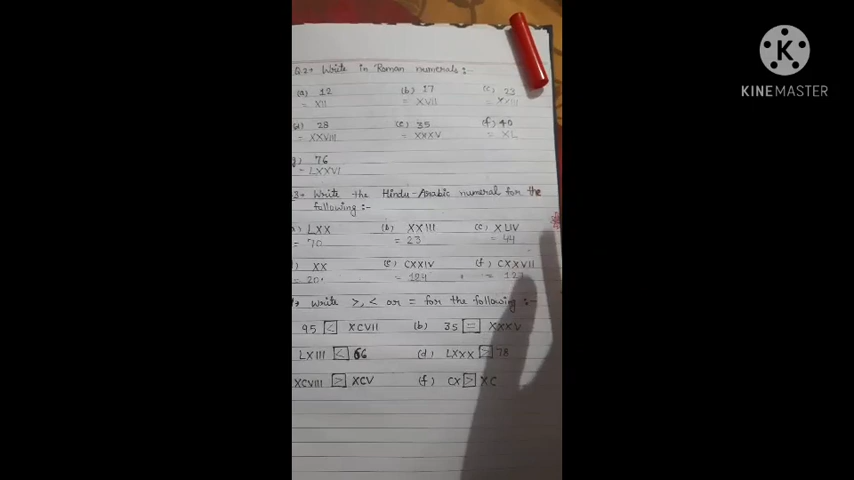 Q2→ Write in Roman numerals:-
(a) 12 (b) 17 (c) 23
= XII = XVII = XXIII
(d) 28 (e) 35 (f) 40
= XXVIII = XXXV = XL
) 76
= LXXVI
3→ Write the Hindu-Arabic numeral for the
following:-
) LXX (b) XXIII (c) XLIV
= 70 = 23 = 44
) XX (e) CXXIV (f) CXXVII
= 20. = 124 = 127
→ Write >, < or = for the following:-
95 < XCVII (b) 35 = XXXV
LXIII < 66 (d) LXXX > 78
XCVIII > XCV (f) CX > XC
K
KINEMASTER